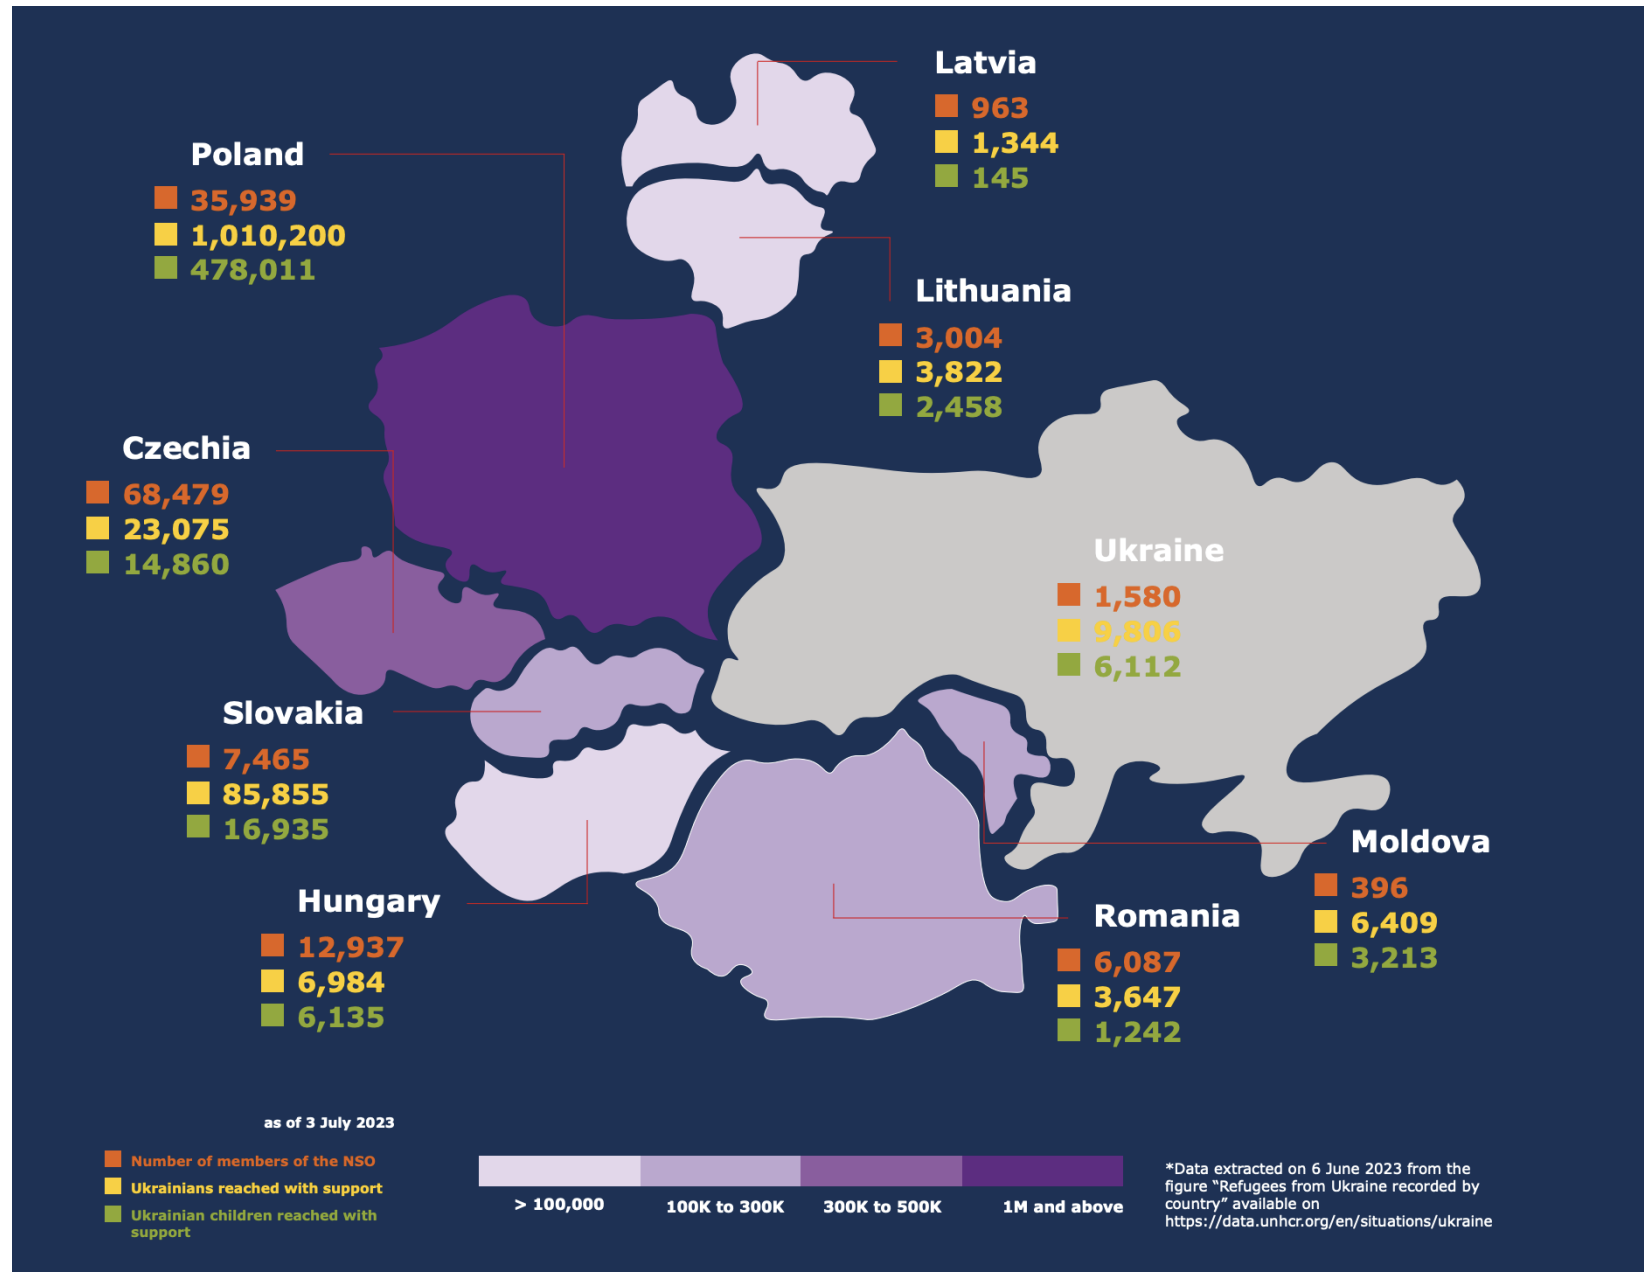 Latvia
963
1,344
145
Poland
35,939
1,010,200
478,011
Lithuania
3,004
3,822
2,458
Czechia
68,479
23,075
14,860
Ukraine
1,580
9,806
6,112
Slovakia
7,465
85,855
16,935
Moldova
396
6,409
3,213
Hungary
12,937
6,984
6,135
Romania
6,087
3,647
1,242
as of 3 July 2023
Number of members of the NSO
Ukrainians reached with support
Ukrainian children reached with
support
> 100,000
100K to 300K
300K to 500K
1M and above
*Data extracted on 6 June 2023 from the
figure “Refugees from Ukraine recorded by
country” available on
https://data.unhcr.org/en/situations/ukraine